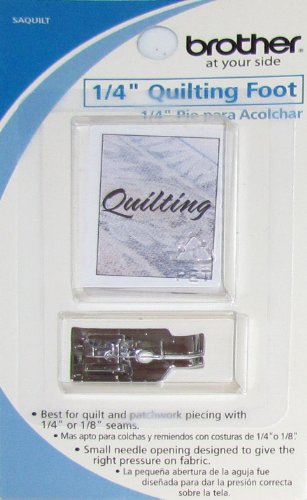 SAQUILT
brother®
at your side
1/4" Quilting Foot
1/4" Pie para Acolchar
Quilting
PET
• Best for quilt and patchwork piecing with
1/4" or 1/8" seams.
• Mas apto para colchas y remiendos con costuras de 1/4" o 1/8"
• Small needle opening designed to give the
right pressure on fabric.
• La pequeña abertura de la aguja fue
diseñada para dar la presión correcta
sobre la tela.